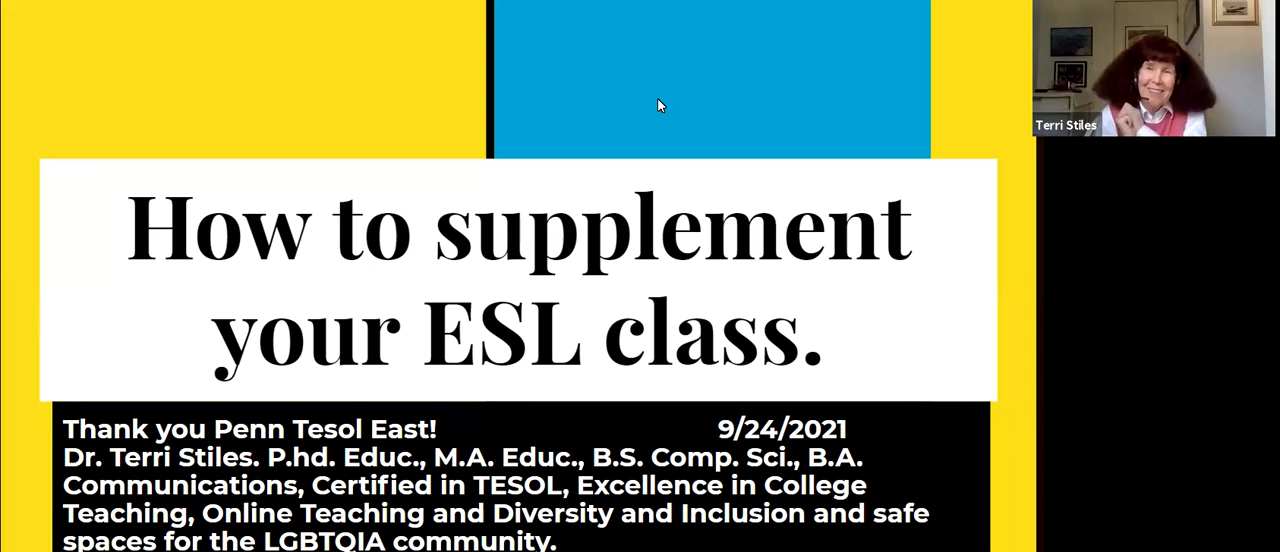 How to supplement
your ESL class.
Thank you Penn Tesol East! 9/24/2021
Dr. Terri Stiles. P.hd. Educ., M.A. Educ., B.S. Comp. Sci., B.A.
Communications, Certified in TESOL, Excellence in College
Teaching, Online Teaching and Diversity and Inclusion and safe
spaces for the LGBTQIA community.
Terri Stiles